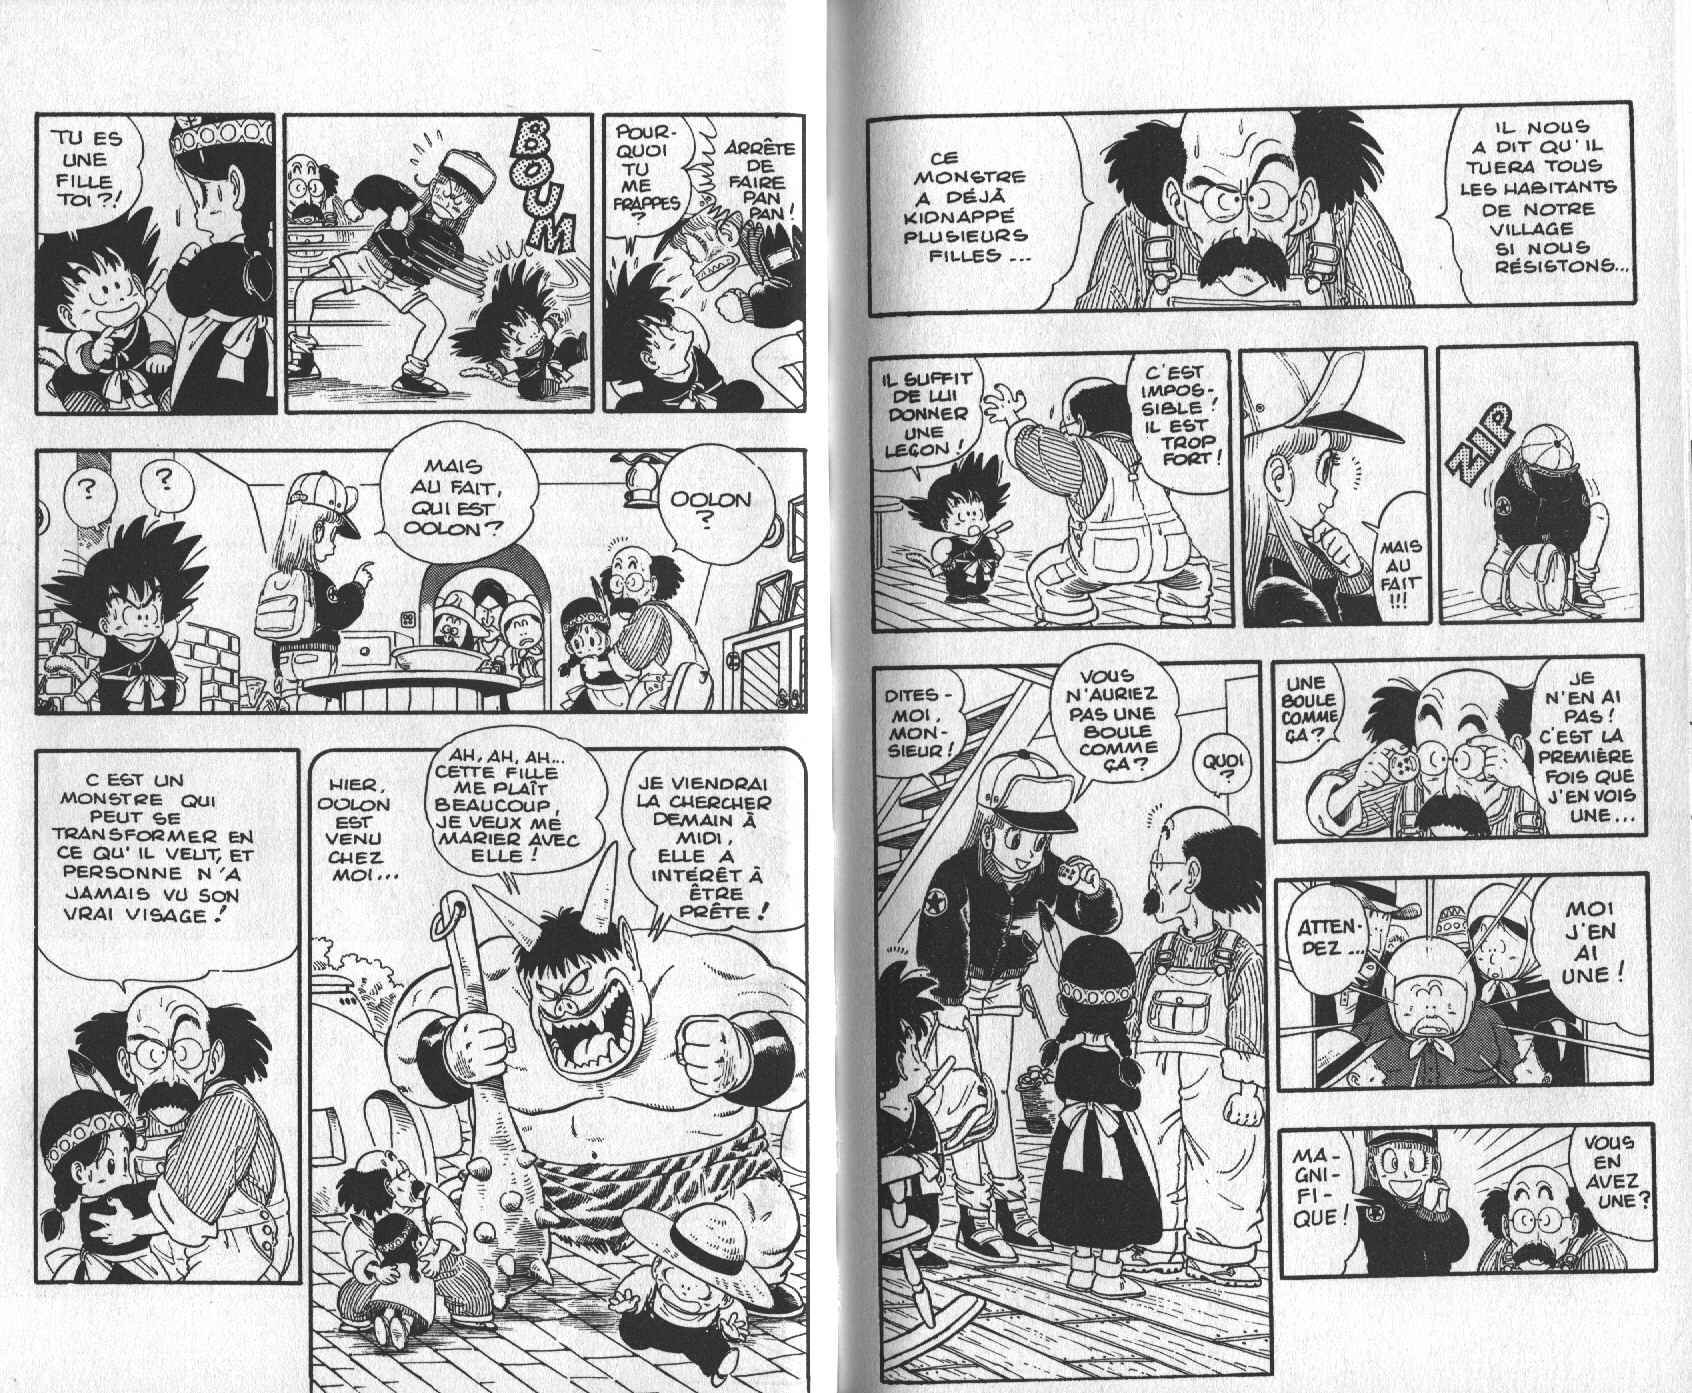 TU ES
UNE
FILLE
TOI?!
BOUM
POUR-
QUOI
TU
ME
FRAPPES
?
ARRÊTE
DE
FAIRE
PAN
PAN!
?
?
MAIS
AU FAIT,
QUI EST
OOLON?
OOLON
?
C'EST UN
MONSTRE QUI
PEUT SE
TRANSFORMER EN
CE QU'IL VEUT, ET
PERSONNE N'A
JAMAIS VU SON
VRAI VISAGE!
HIER,
OOLON
EST
VENU
CHEZ
MOI...
AH, AH, AH...
CETTE FILLE
ME PLAÎT
BEAUCOUP,
JE VEUX ME
MARIER AVEC
ELLE!
JE VIENDRAI
LA CHERCHER
DEMAIN À
MIDI,
ELLE A
INTÉRÊT À
ÊTRE
PRÊTE!
CE
MONSTRE
A DÉJÀ
KIDNAPPÉ
PLUSIEURS
FILLES...
IL NOUS
A DIT QU'IL
TUERA TOUS
LES HABITANTS
DE NOTRE
VILLAGE
SI NOUS
RÉSISTONS...
IL SUFFIT
DE LUI
DONNER
UNE
LEÇON!
C'EST
IMPOS-
SIBLE!
IL EST
TROP
FORT!
MAIS
AU
FAIT
!!!
ZIP
DITES-
MOI,
MON-
SIEUR!
VOUS
N'AURIEZ
PAS UNE
BOULE
COMME
ÇA?
QUOI
?
UNE
BOULE
COMME
ÇA?
JE
N'EN AI
PAS!
C'EST LA
PREMIÈRE
FOIS QUE
J'EN VOIS
UNE...
ATTEN-
DEZ...
MOI
J'EN
AI
UNE!
MA-
GNI-
FI-
QUE!
VOUS
EN
AVEZ
UNE?